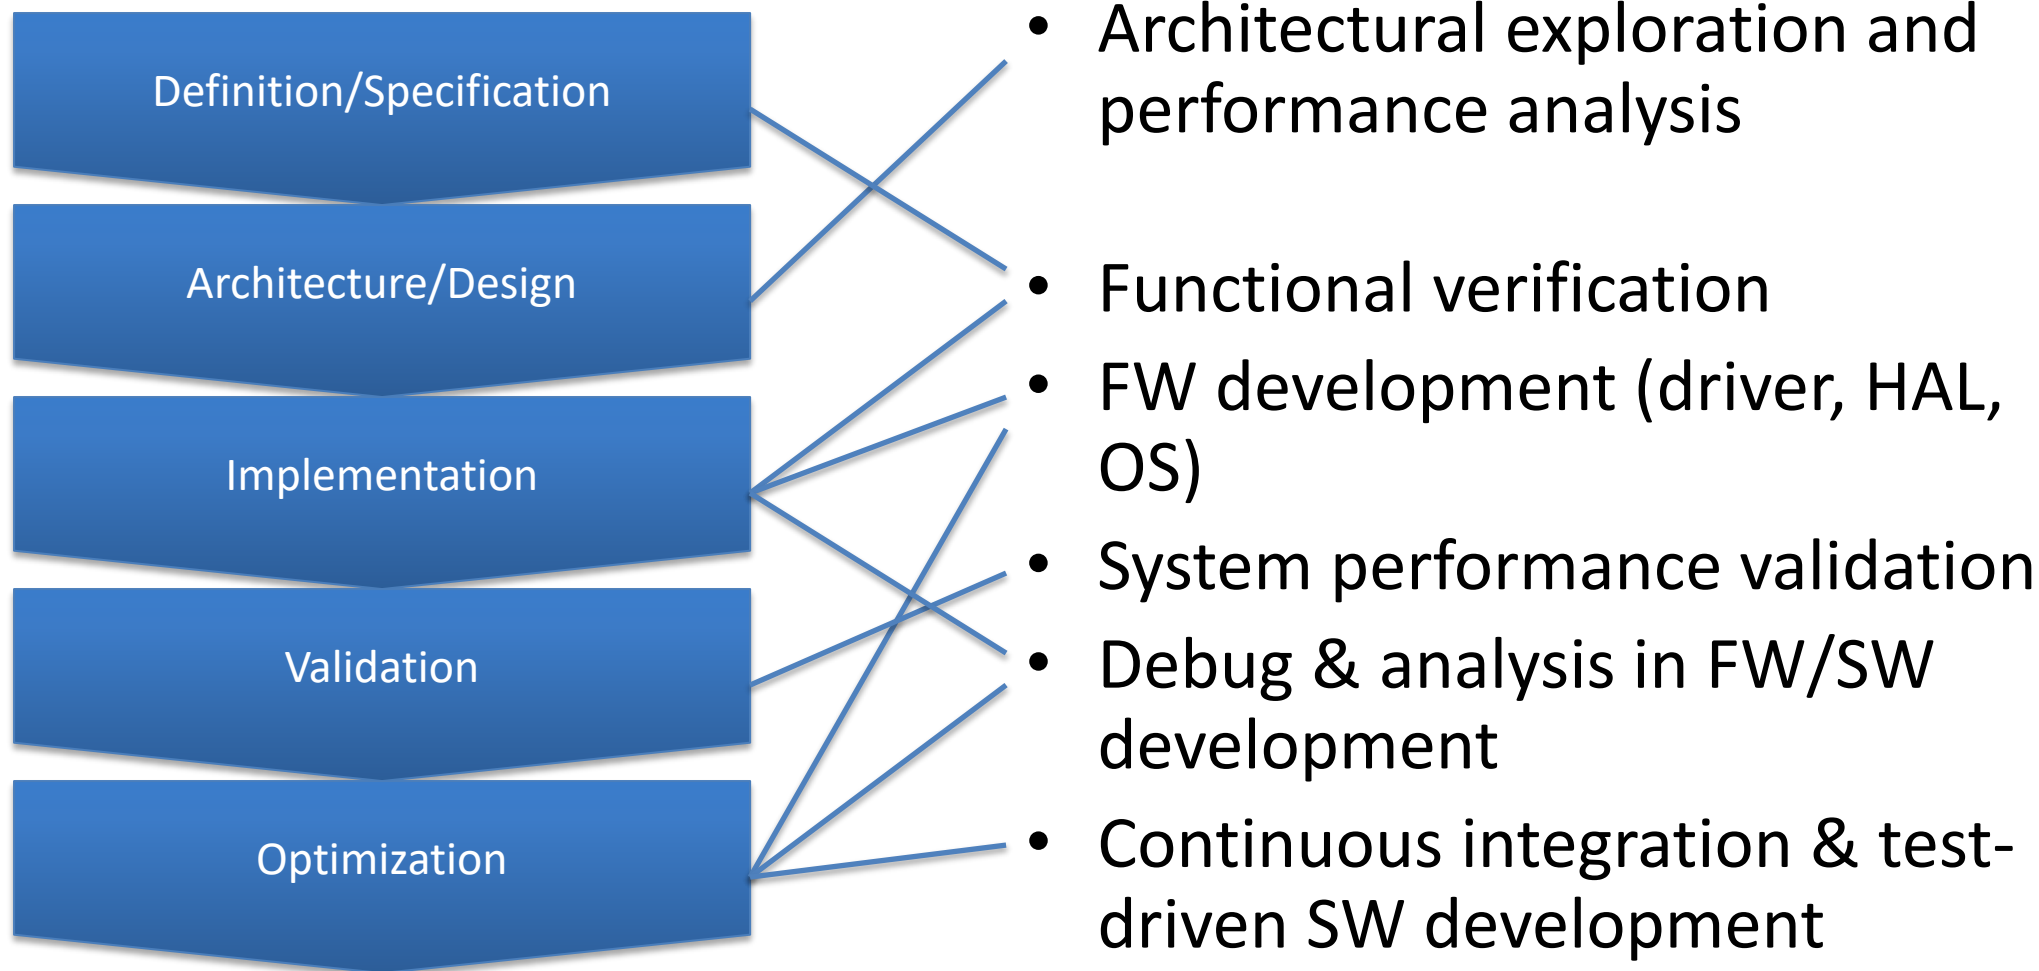 Definition/Specification
Architecture/Design
Implementation
Validation
Optimization
• Architectural exploration and
performance analysis
• Functional verification
• FW development (driver, HAL,
OS)
• System performance validation
• Debug & analysis in FW/SW
development
• Continuous integration & test-
driven SW development